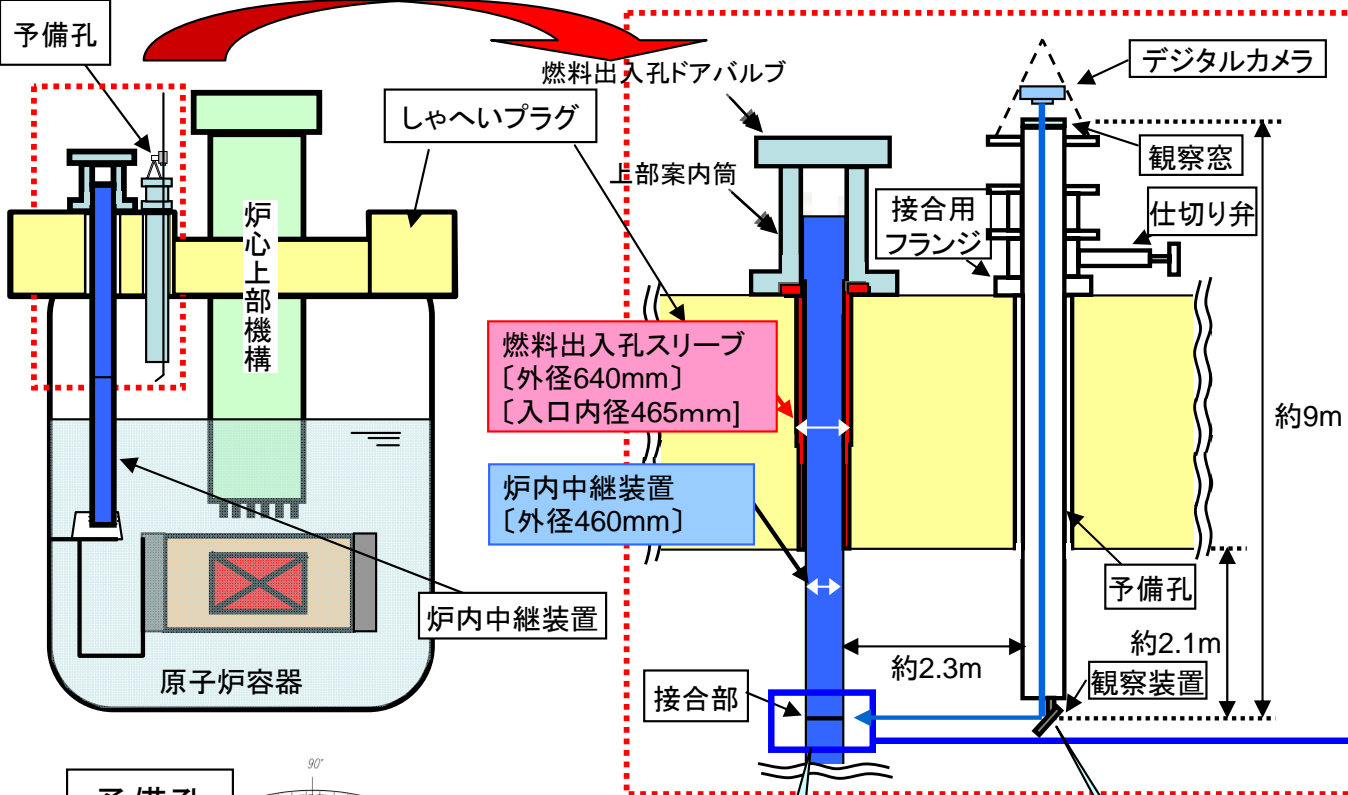 予備孔
燃料出入孔ドアバルブ
デジタルカメラ
しゃへいプラグ
観察窓
上部案内筒
接合用
フランジ
仕切り弁
炉心上部機構
燃料出入孔スリーブ
〔外径640mm〕
〔入口内径465mm]
約9m
炉内中継装置
〔外径460mm〕
炉内中継装置
予備孔
約2.1m
約2.3m
原子炉容器
接合部
観察装置
90°
予備孔